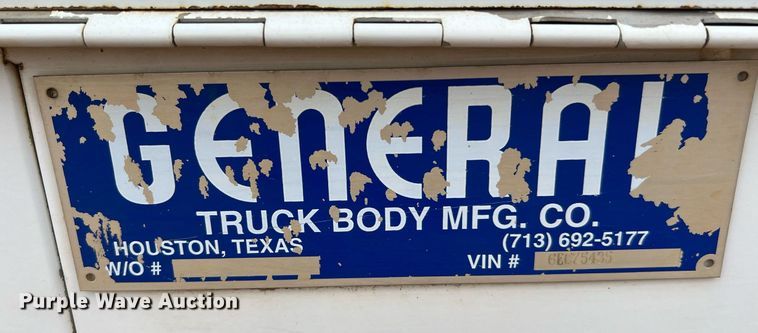 GENERAL
TRUCK BODY MFG. CO.
HOUSTON, TEXAS (713) 692-5177
W/O # VIN #
Purple Wave Auction